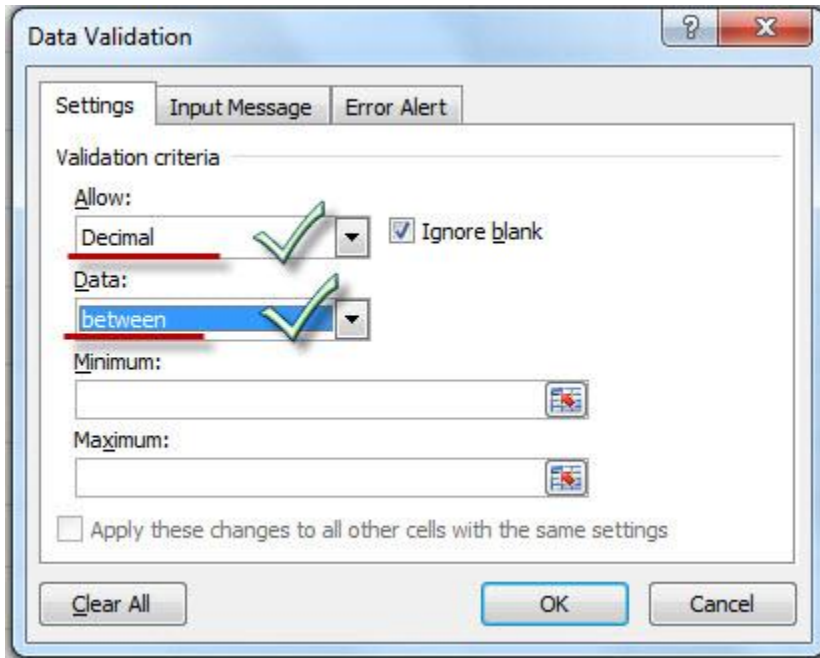 Data Validation
?
Settings
Input Message
Error Alert
Validation criteria
Allow:
Decimal
Ignore blank
Data:
between
Minimum:
Maximum:
Apply these changes to all other cells with the same settings
Clear All
OK
Cancel